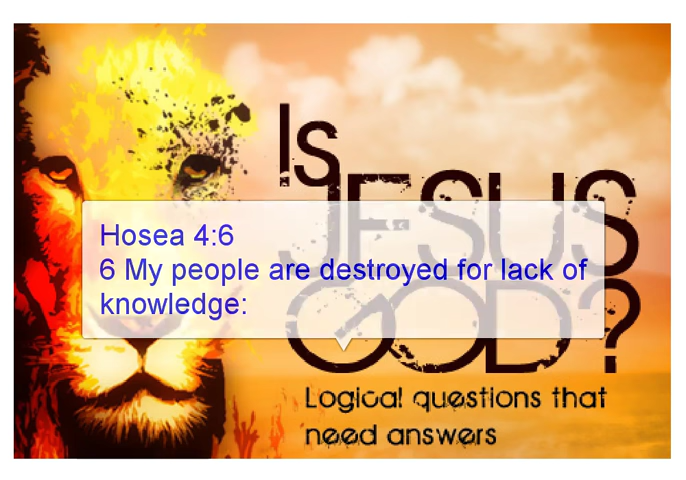 Is
JESUS
Hosea 4:6
6 My people are destroyed for lack of
knowledge:
GOD?
Logical questions that
need answers